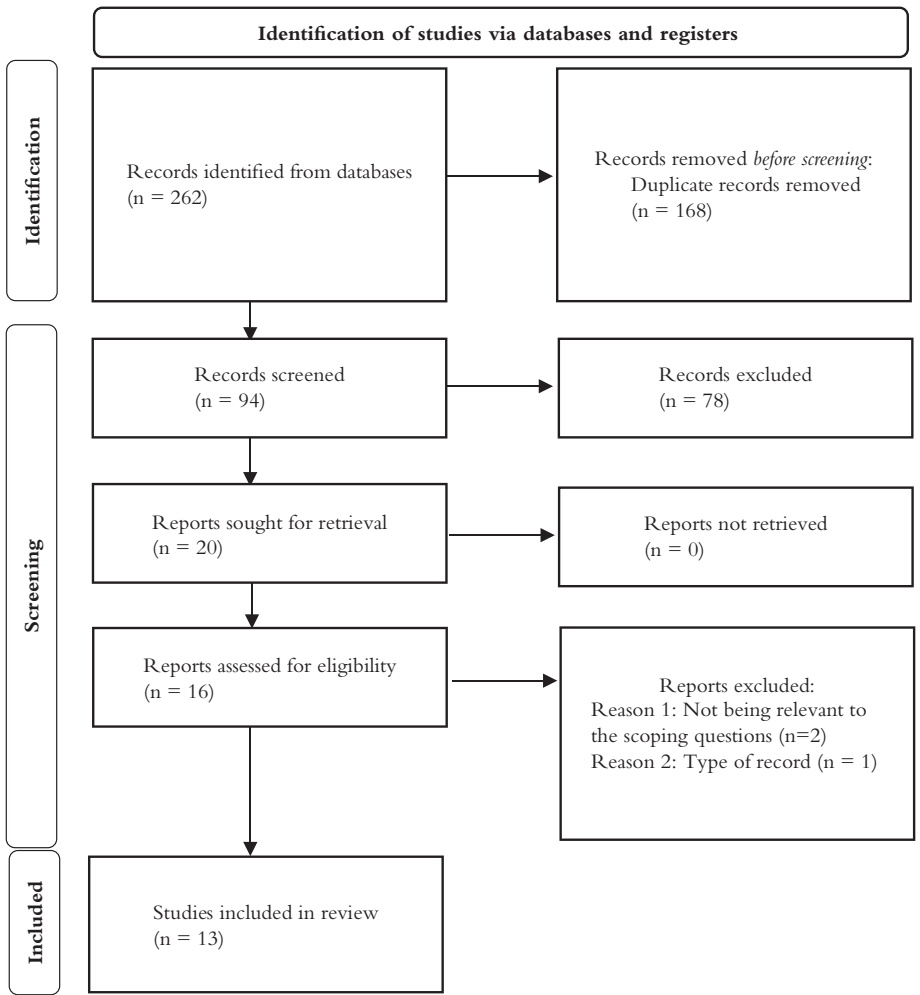 Identification of studies via databases and registers
Identification
Records identified from databases
(n = 262)
Records removed before screening:
Duplicate records removed
(n = 168)
Screening
Records screened
(n = 94)
Records excluded
(n = 78)
Reports sought for retrieval
(n = 20)
Reports not retrieved
(n = 0)
Reports assessed for eligibility
(n = 16)
Reports excluded:
Reason 1: Not being relevant to
the scoping questions (n=2)
Reason 2: Type of record (n = 1)
Included
Studies included in review
(n = 13)